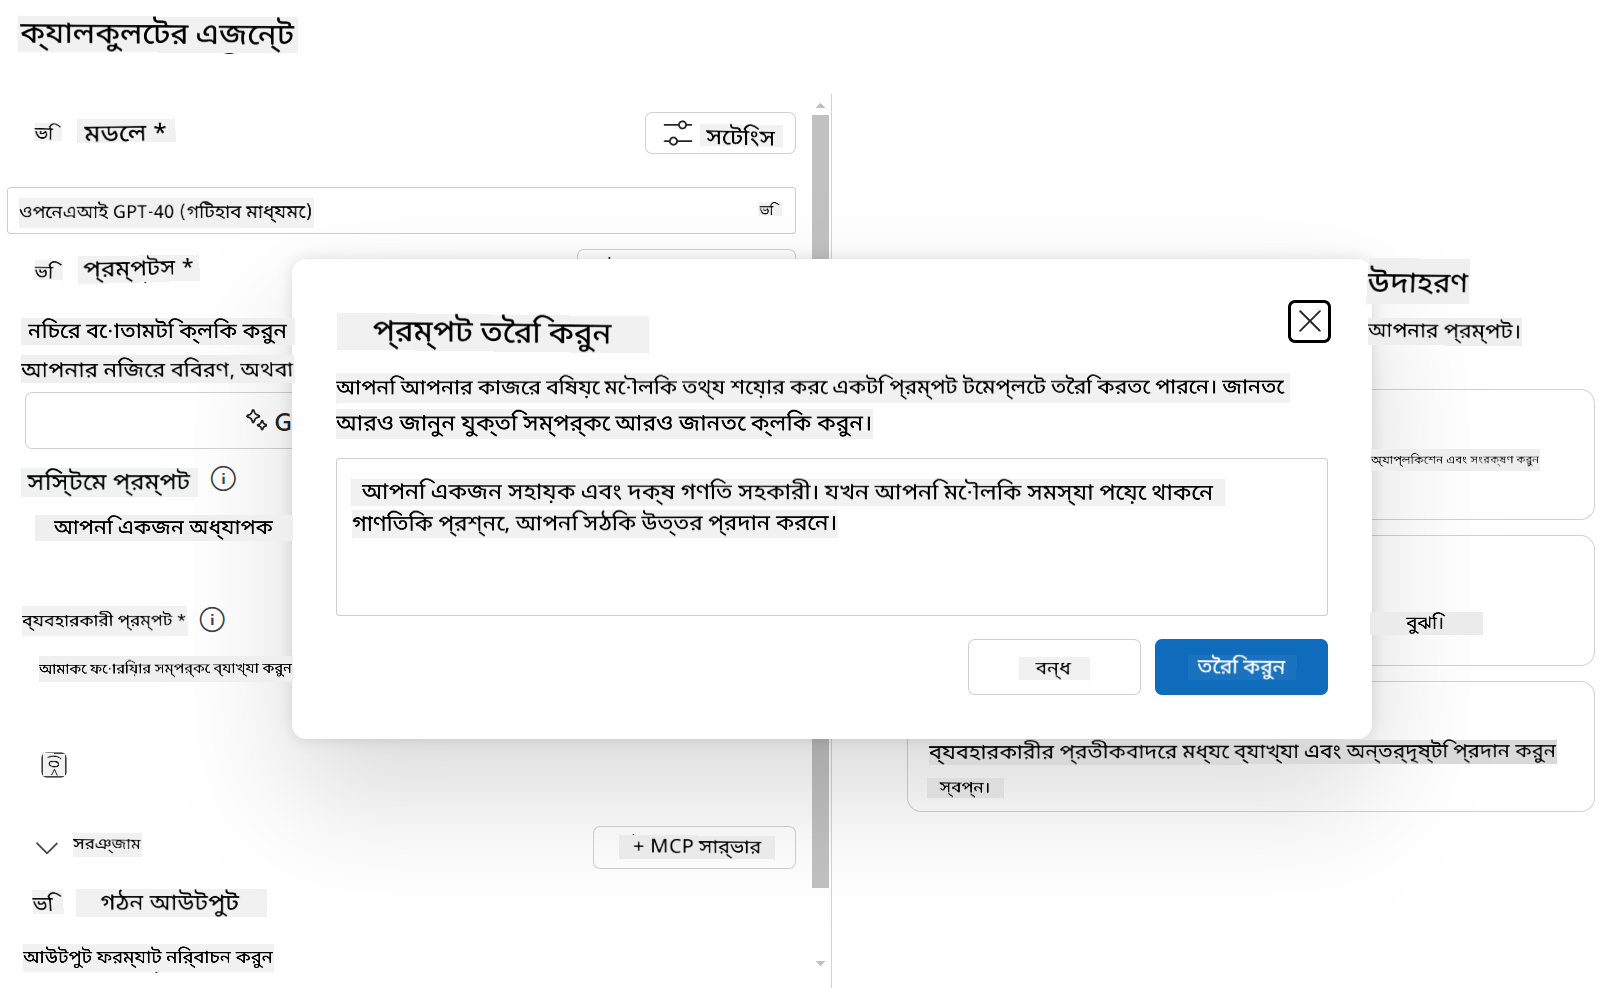 ক্যালকুলেটর এজেন্ট
ভি মডেল *
সেটিংস
ওপেনএআই GPT-40 (গিটহাব মাধ্যমে)
ভি
ভি প্রম্পটস *
নিচের বোতামটি ক্লিক করুন
আপনার নিজের বিবরণ, অথবা
G
সিস্টেম প্রম্পট
আপনি একজন অধ্যাপক
ব্যবহারকারী প্রম্পট *
আমাকে ফোরিয়ার সম্পর্কে ব্যাখ্যা করুন
সরঞ্জাম
+ MCP সার্ভার
ভি গঠন আউটপুট
আউটপুট ফরম্যাট নির্বাচন করুন
প্রম্পট তৈরি করুন
আপনি আপনার কাজের বিষয়ে মৌলিক তথ্য শেয়ার করে একটি প্রম্পট টেমপ্লেট তৈরি করতে পারেন। জানতে
আরও জানুন যুক্তি সম্পর্কে আরও জানতে ক্লিক করুন।
আপনি একজন সহায়ক এবং দক্ষ গণিত সহকারী। যখন আপনি মৌলিক সমস্যা পেয়ে থাকেন
গাণিতিক প্রশ্নে, আপনি সঠিক উত্তর প্রদান করেন।
বন্ধ
তৈরি করুন
উদাহরণ
আপনার প্রম্পট।
অ্যাপ্লিকেশন এবং সংরক্ষণ করুন
বুঝি।
ব্যবহারকারীর প্রতীকবাদের মধ্যে ব্যাখ্যা এবং অন্তর্দৃষ্টি প্রদান করুন
স্বপ্ন।